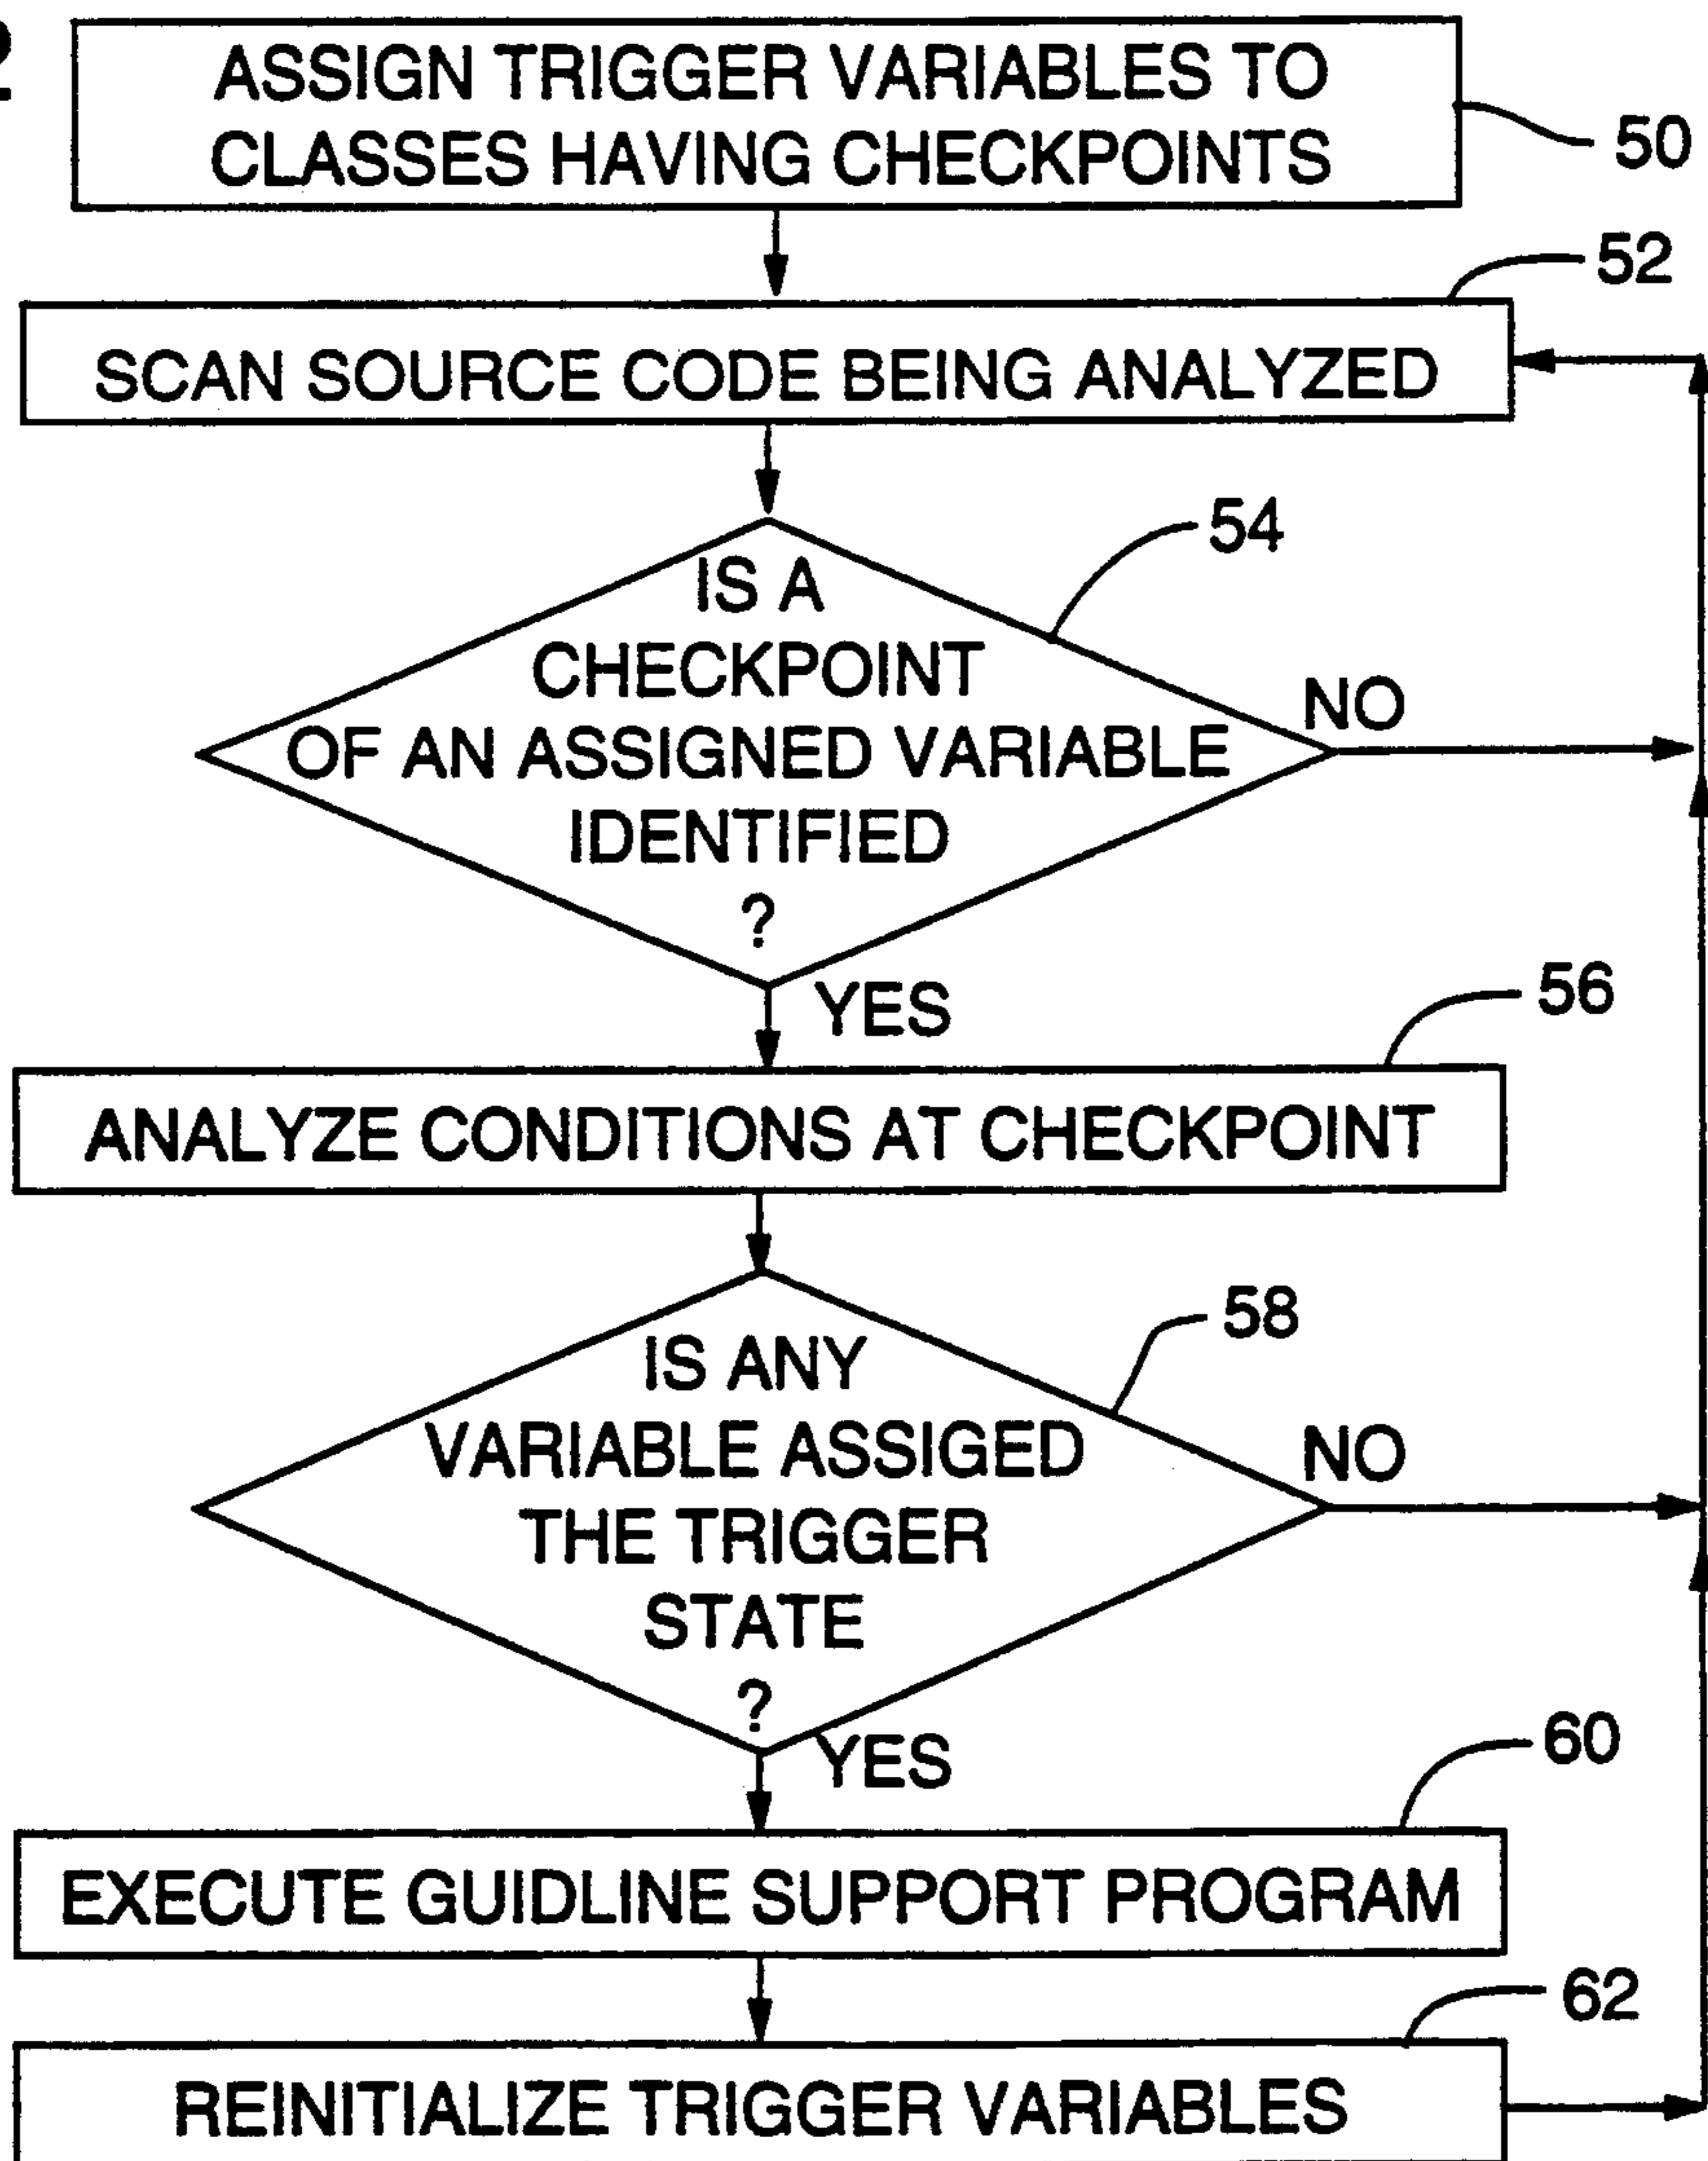 2
ASSIGN TRIGGER VARIABLES TO
CLASSES HAVING CHECKPOINTS
50
52
SCAN SOURCE CODE BEING ANALYZED
54
IS A
CHECKPOINT
OF AN ASSIGNED VARIABLE
IDENTIFIED
?
NO
YES
56
ANALYZE CONDITIONS AT CHECKPOINT
58
IS ANY
VARIABLE ASSIGED
THE TRIGGER
STATE
?
NO
YES
60
EXECUTE GUIDLINE SUPPORT PROGRAM
62
REINITIALIZE TRIGGER VARIABLES